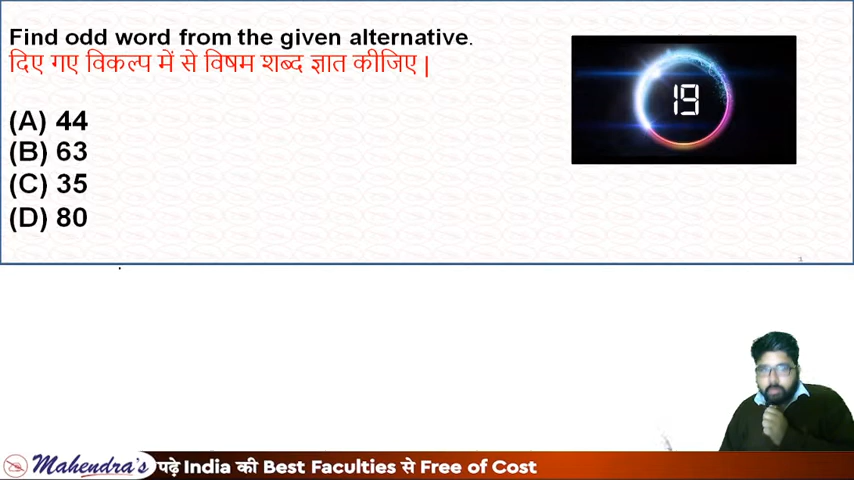 Find odd word from the given alternative.
दिए गए विकल्प में से विषम शब्द ज्ञात कीजिए |
19
(A) 44
(B) 63
(C) 35
(D) 80
1
Mahendra's पढ़े India की Best Faculties से Free of Cost